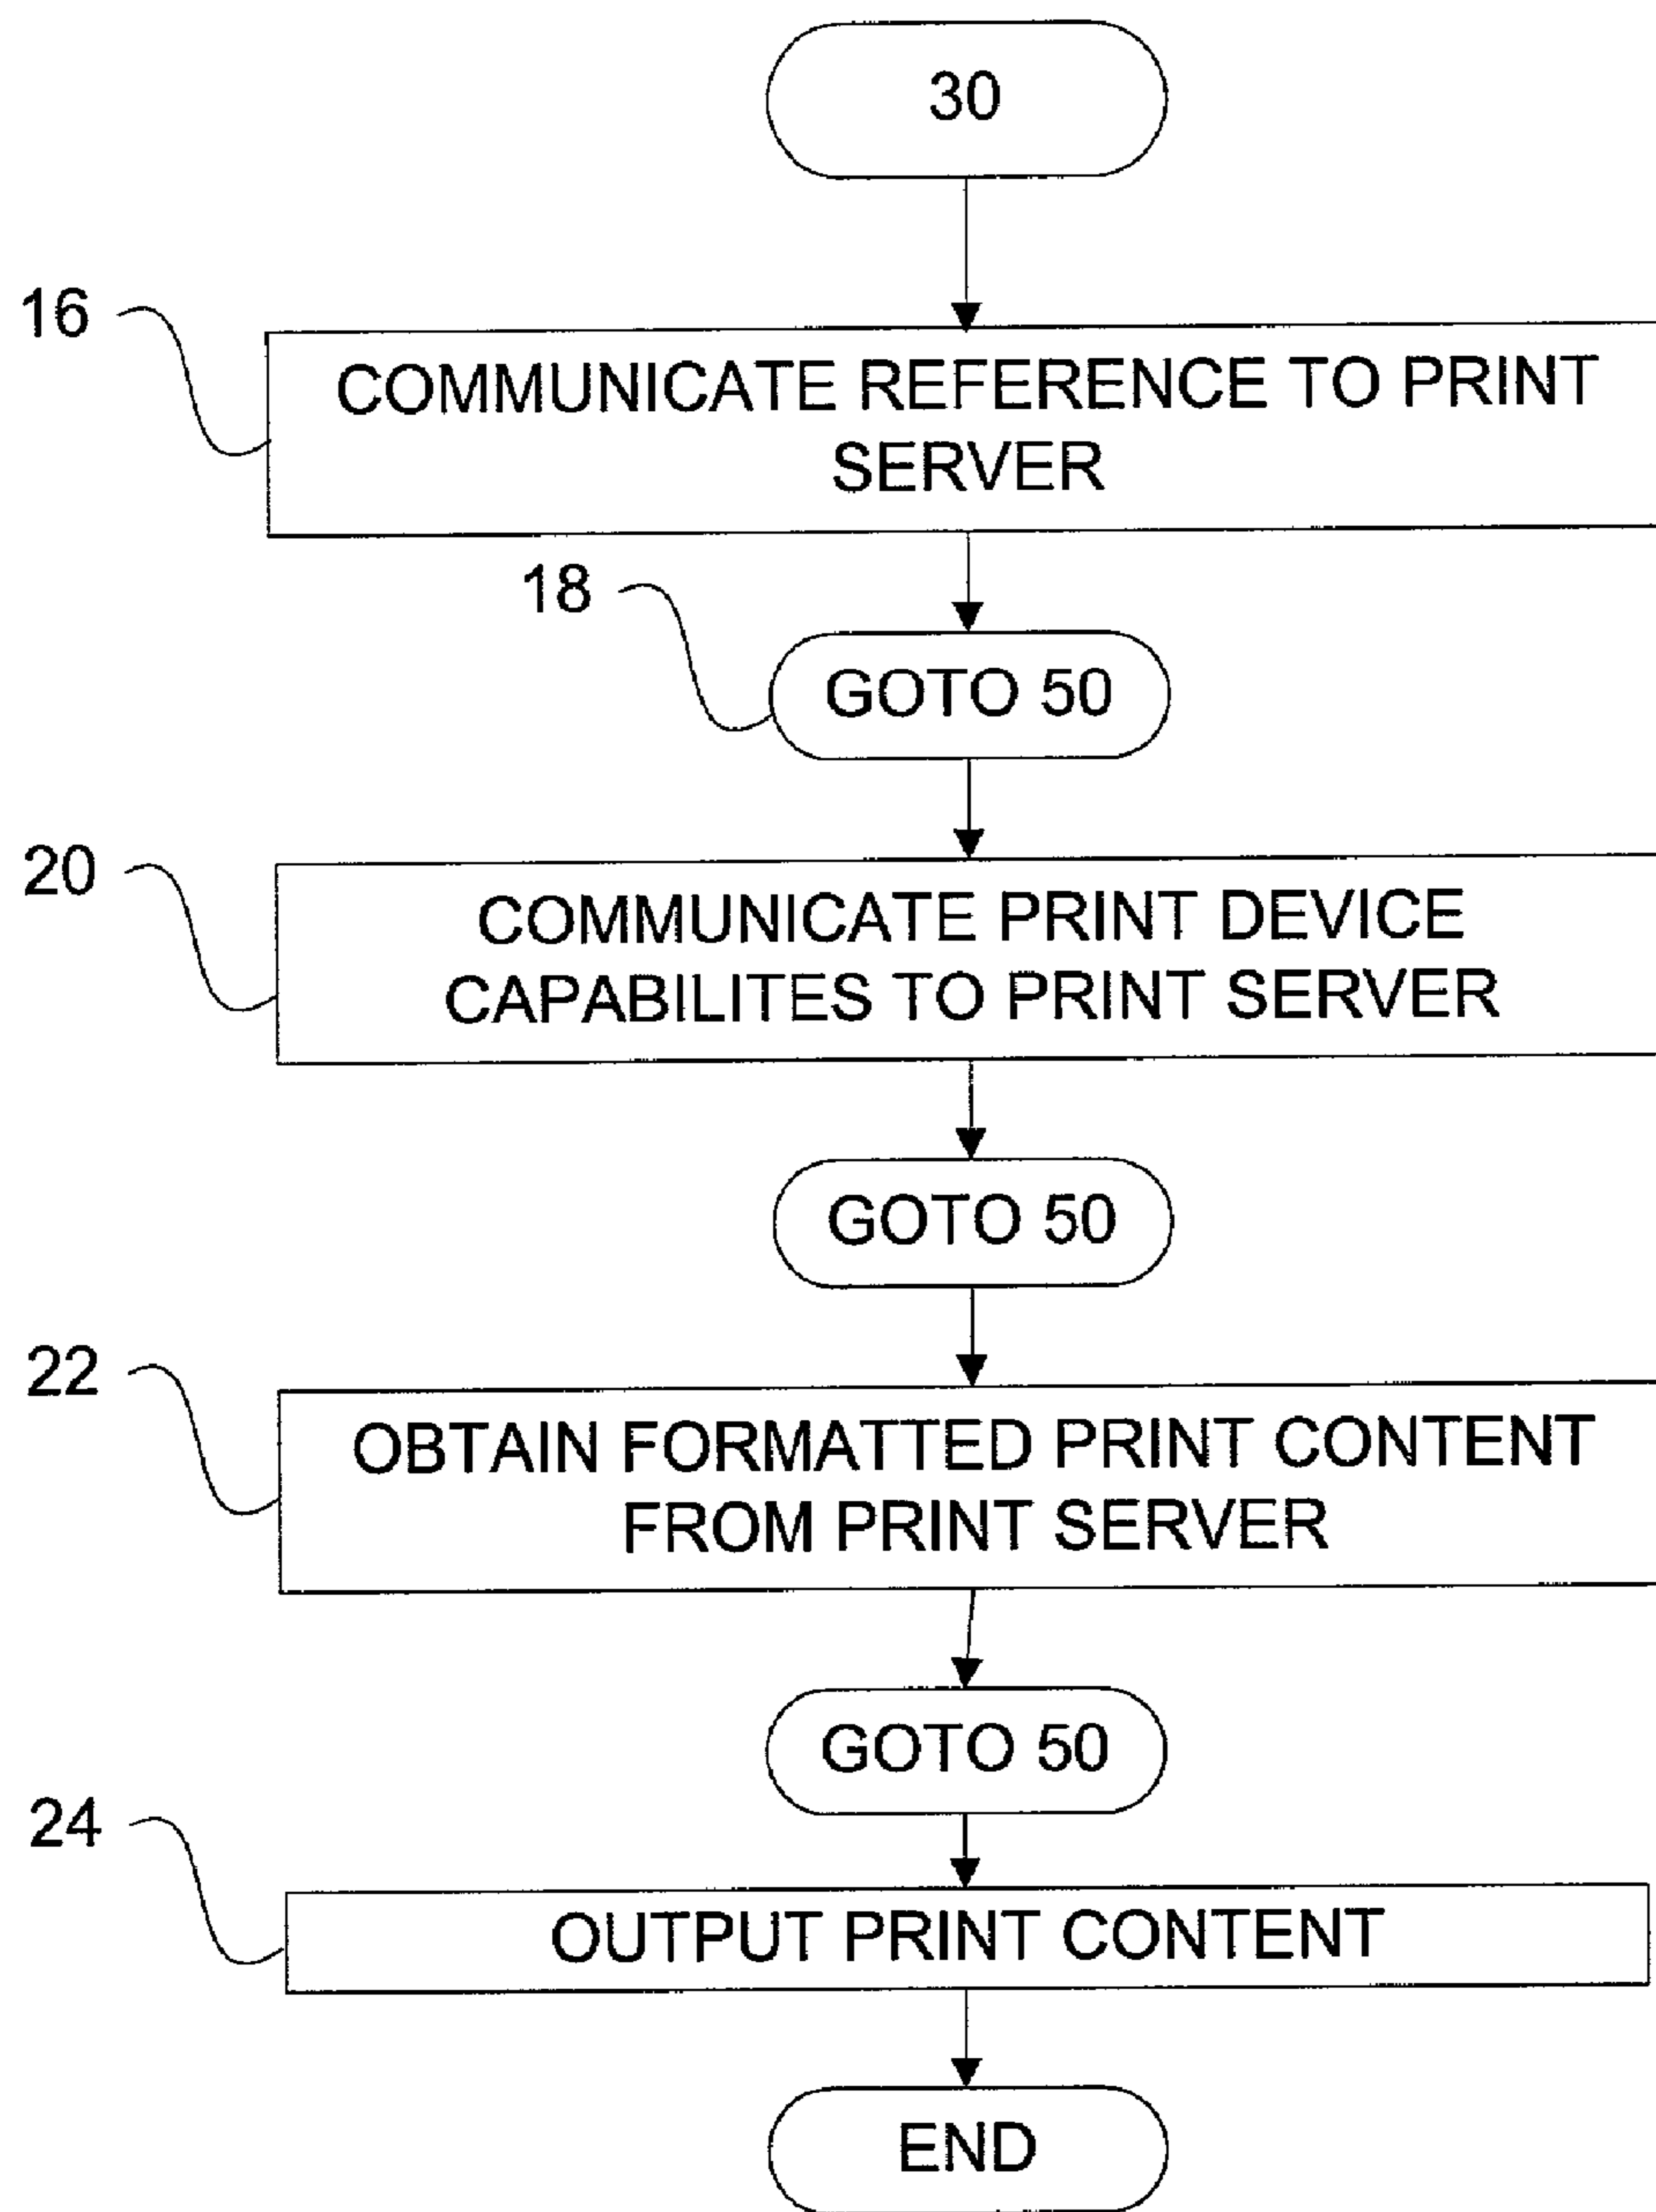 30
16
COMMUNICATE REFERENCE TO PRINT
SERVER
18
GOTO 50
20
COMMUNICATE PRINT DEVICE
CAPABILITES TO PRINT SERVER
GOTO 50
22
OBTAIN FORMATTED PRINT CONTENT
FROM PRINT SERVER
GOTO 50
24
OUTPUT PRINT CONTENT
END